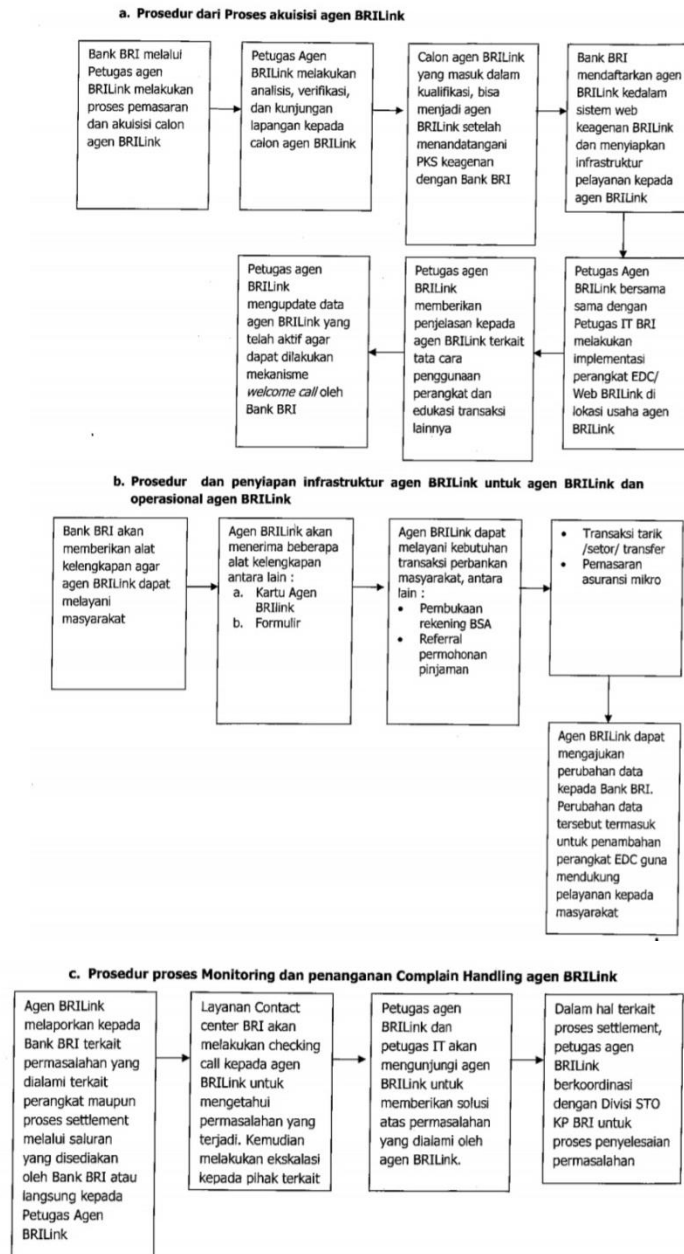 a. Prosedur dari Proses akuisisi agen BRILink
Bank BRI melalui
Petugas agen
BRILink melakukan
proses pemasaran
dan akuisisi calon
agen BRILink
Petugas Agen
BRILink melakukan
analisis, verifikasi,
dan kunjungan
lapangan kepada
calon agen BRILink
Calon agen BRILink
yang masuk dalam
kualifikasi, bisa
menjadi agen
BRILink setelah
menandatangani
PKS keagenan
dengan Bank BRI
Bank BRI
mendaftarkan agen
BRILink kedalam
sistem web
keagenan BRILink
dan menyiapkan
infrastruktur
pelayanan kepada
agen BRILink
Petugas Agen
BRILink bersama
sama dengan
Petugas IT BRI
melakukan
implementasi
perangkat EDC/
Web BRILink di
lokasi usaha agen
BRILink
Petugas agen
BRILink
memberikan
penjelasan kepada
agen BRILink terkait
tata cara
penggunaan
perangkat dan
edukasi transaksi
lainnya
Petugas agen
BRILink
mengupdate data
agen BRILink yang
telah aktif agar
dapat dilakukan
mekanisme
welcome call oleh
Bank BRI
b. Prosedur dan penyiapan infrastruktur agen BRILink untuk agen BRILink dan
operasional agen BRILink
Bank BRI akan
memberikan alat
kelengkapan agar
agen BRILink dapat
melayani
masyarakat
Agen BRILink akan
menerima beberapa
alat kelengkapan
antara lain :
a. Kartu Agen
BRIlink
b. Formulir
Agen BRILink dapat
melayani kebutuhan
transaksi perbankan
masyarakat, antara
lain :
• Pembukaan
rekening BSA
• Referral
permohonan
pinjaman
• Transaksi tarik
/setor/ transfer
• Pemasaran
asuransi mikro
Agen BRILink dapat
mengajukan
perubahan data
kepada Bank BRI.
Perubahan data
tersebut termasuk
untuk penambahan
perangkat EDC guna
mendukung
pelayanan kepada
masyarakat
c. Prosedur proses Monitoring dan penanganan Complain Handling agen BRILink
Agen BRILink
melaporkan kepada
Bank BRI terkait
permasalahan yang
dialami terkait
perangkat maupun
proses settlement
melalui saluran
yang disediakan
oleh Bank BRI atau
langsung kepada
Petugas Agen
BRILink
Layanan Contact
center BRI akan
melakukan checking
call kepada agen
BRILink untuk
mengetahui
permasalahan yang
terjadi. Kemudian
melakukan ekskalasi
kepada pihak terkait
Petugas agen
BRILink dan
petugas IT akan
mengunjungi agen
BRILink untuk
memberikan solusi
atas permasalahan
yang dialami oleh
agen BRILink.
Dalam hal terkait
proses settlement,
petugas agen
BRILink
berkoordinasi
dengan Divisi STO
KP BRI untuk
proses penyelesaian
permasalahan